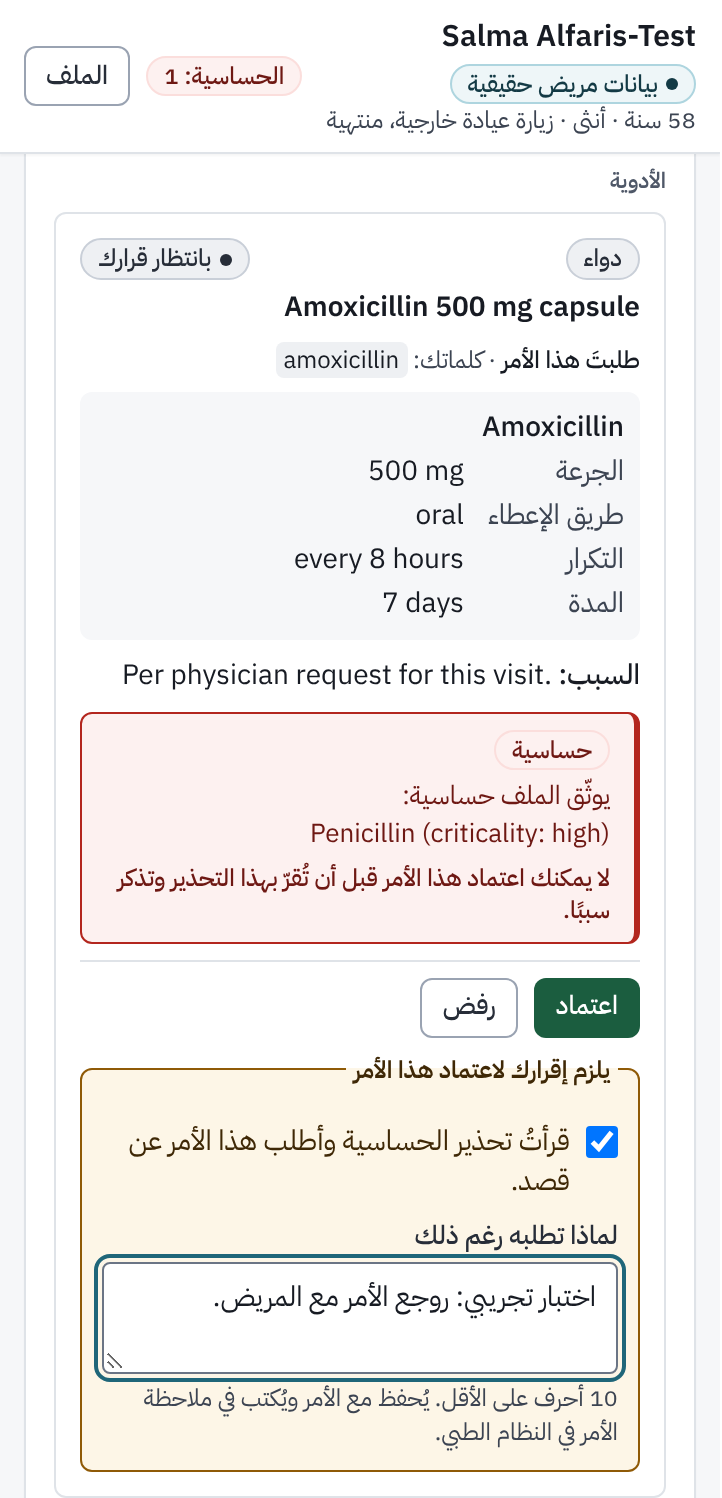 Salma Alfaris-Test
بيانات مريض حقيقية
58 سنة · أنثى · زيارة عيادة خارجية، منتهية
الحساسية: 1
الملف
الأدوية
دواء
بانتظار قرارك
Amoxicillin 500 mg capsule
طلبتَ هذا الأمر · كلماتك: amoxicillin
Amoxicillin
الجرعة 500 mg
طريق الإعطاء oral
التكرار every 8 hours
المدة 7 days
السبب: Per physician request for this visit.
حساسية
يوثّق الملف حساسية:
Penicillin (criticality: high)
لا يمكنك اعتماد هذا الأمر قبل أن تُقرّ بهذا التحذير وتذكر
سببًا.
اعتماد
رفض
يلزم إقرارك لاعتماد هذا الأمر
قرأتُ تحذير الحساسية وأطلب هذا الأمر عن
قصد.
لماذا تطلبه رغم ذلك
اختبار تجريبي: روجع الأمر مع المريض.
10 أحرف على الأقل. يُحفظ مع الأمر ويُكتب في ملاحظة
الأمر في النظام الطبي.